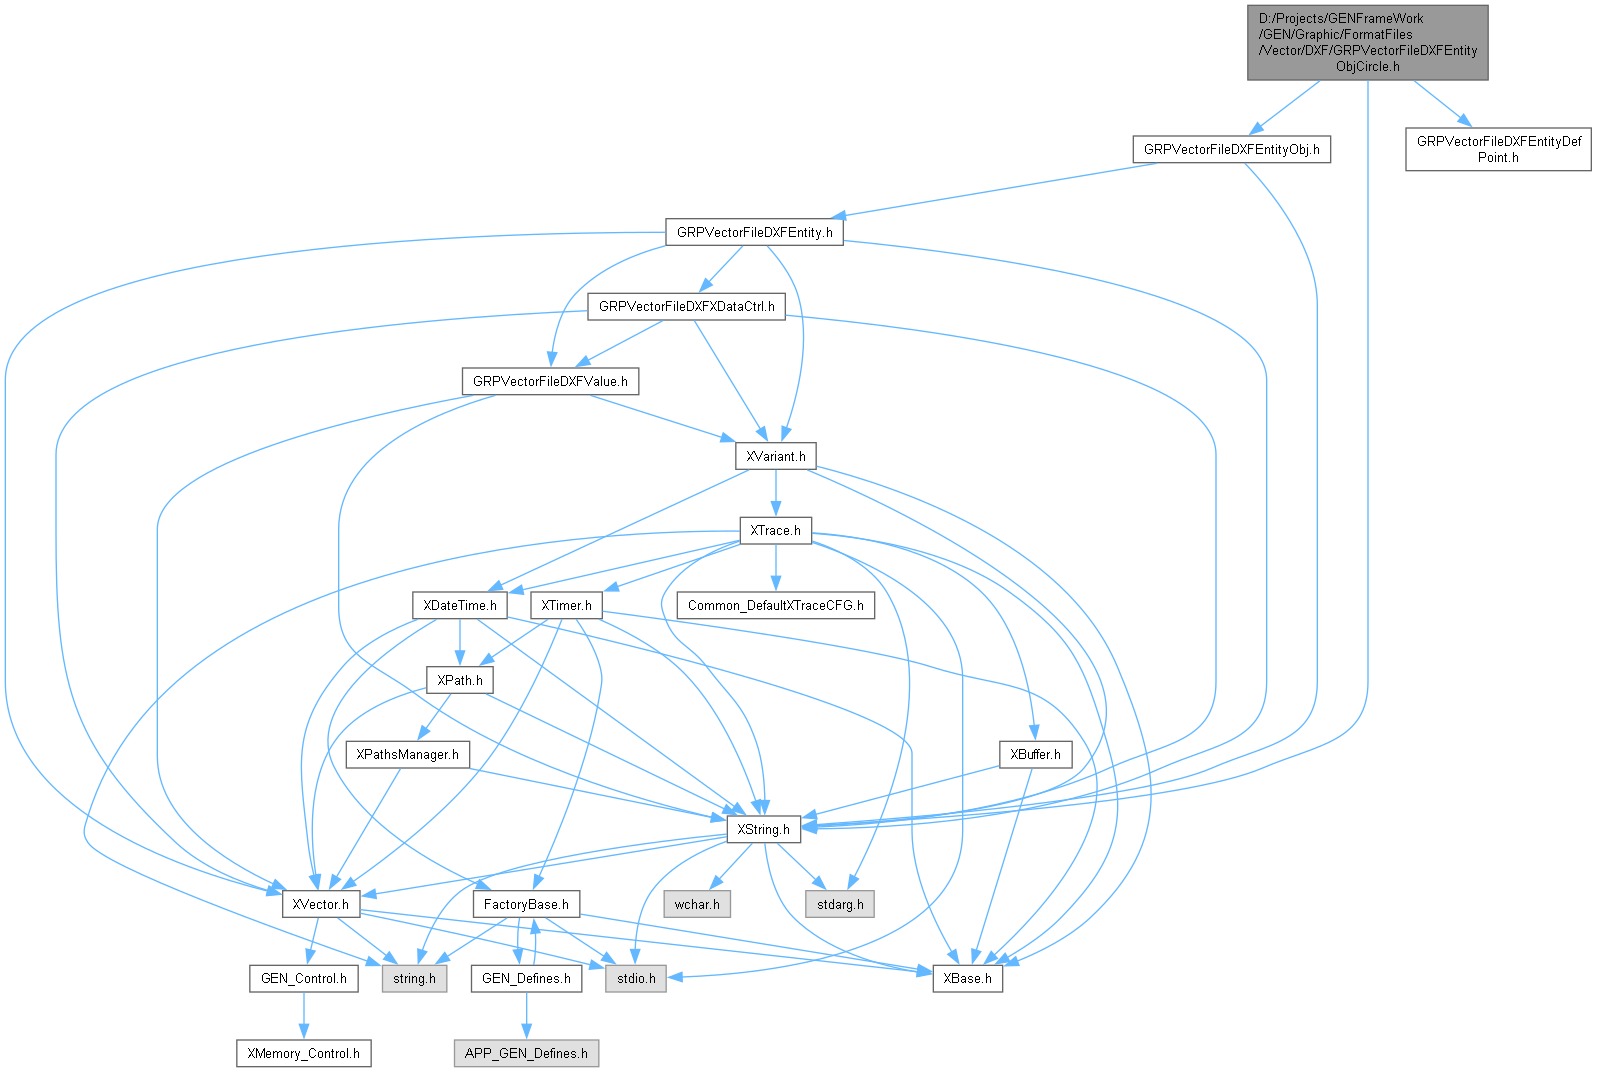 D:/Projects/GENFrameWork
/GEN/Graphic/FormatFiles
/Vector/DXF/GRPVectorFileDXFEntity
ObjCircle.h
GRPVectorFileDXFEntityObj.h
GRPVectorFileDXFEntityDef
Point.h
GRPVectorFileDXFEntity.h
GRPVectorFileDXFXDataCtrl.h
GRPVectorFileDXFValue.h
XVariant.h
XTrace.h
XDateTime.h
XTimer.h
Common_DefaultXTraceCFG.h
XPath.h
XPathsManager.h
XBuffer.h
XString.h
XVector.h
FactoryBase.h
wchar.h
stdarg.h
GEN_Control.h
string.h
GEN_Defines.h
stdio.h
XBase.h
XMemory_Control.h
APP_GEN_Defines.h